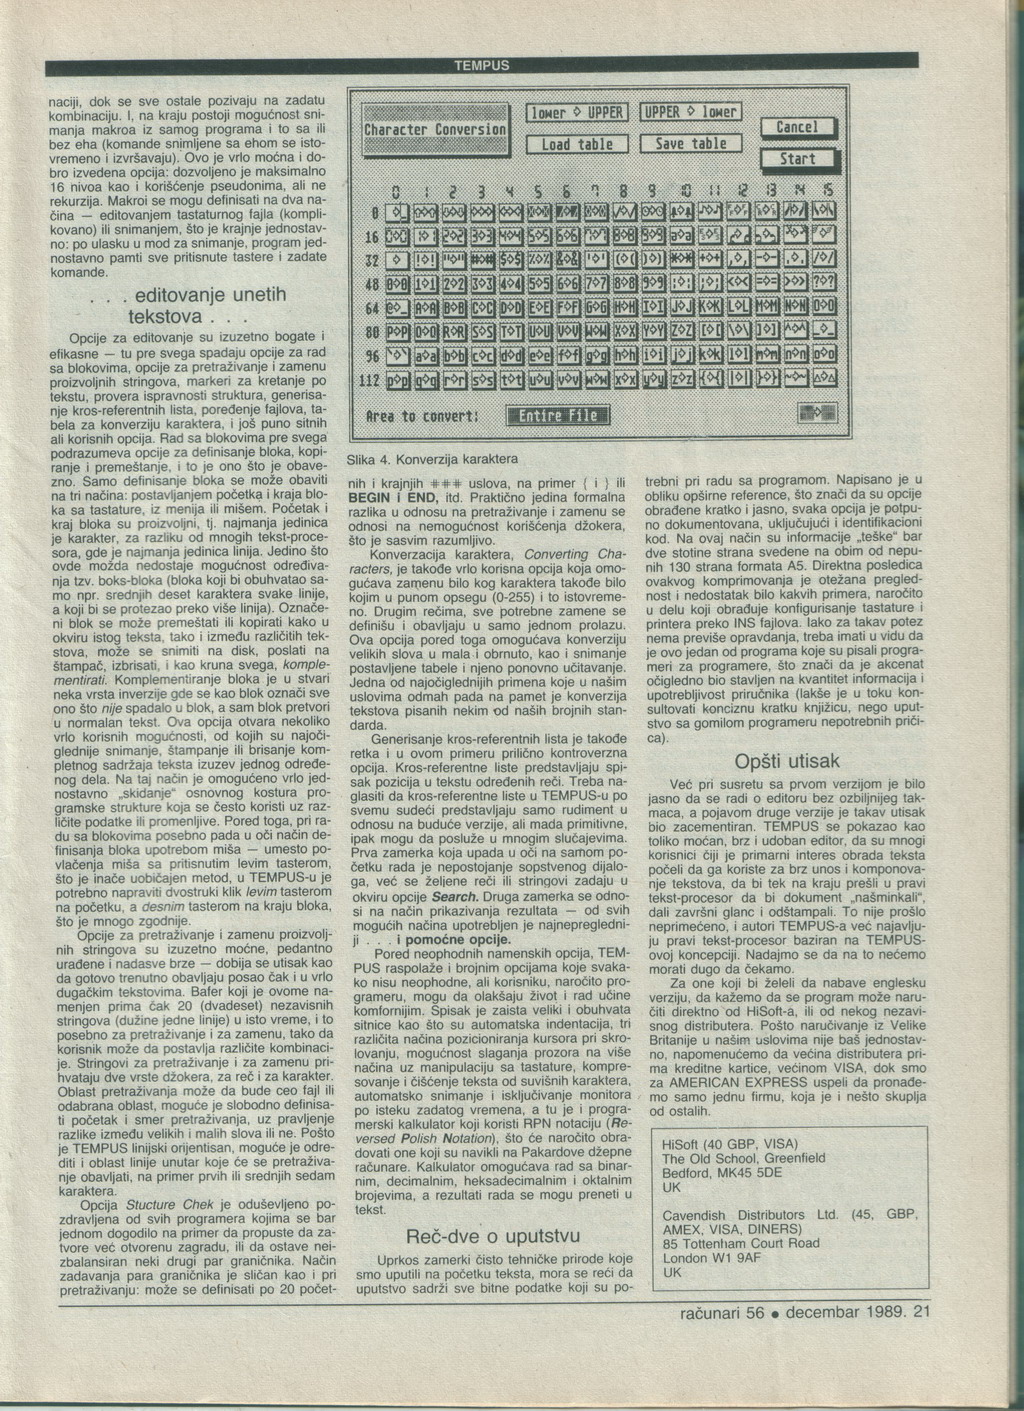 TEMPUS
naciji, dok se sve ostale pozivaju na zadatu
kombinaciju. I, na kraju postoji mogućnost sni-
manja makroa iz samog programa i to sa ili
bez eha (komande snimljene sa ehom se isto-
vremeno i izvršavaju). Ovo je vrlo moćna i do-
bro izvedena opcija: dozvoljeno je maksimalno
16 nivoa kao i korišćenje pseudonima, ali ne
rekurzija. Makroi se mogu definisati na dva na-
čina — editovanjem tastaturnog fajla (kompli-
kovano) ili snimanjem, što je krajnje jednostav-
no: po ulasku u mod za snimanje, program jed-
nostavno pamti sve pritisnute tastere i zadate
komande.
. . . editovanje unetih
tekstova . . .
Opcije za editovanje su izuzetno bogate i
efikasne — tu pre svega spadaju opcije za rad
sa blokovima, opcije za pretraživanje i zamenu
proizvoljnih stringova, markeri za kretanje po
tekstu, provera ispravnosti struktura, generisa-
nje kros-referentnih lista, poređenje fajlova, ta-
bela za konverziju karaktera, i još puno sitnih
ali korisnih opcija. Rad sa blokovima pre svega
podrazumeva opcije za definisanje bloka, kopi-
ranje i premeštanje, i to je ono što je obave-
zno. Samo definisanje bloka se može obaviti
na tri načina: postavljanjem početka i kraja blo-
ka sa tastature, iz menija ili mišem. Početak i
kraj bloka su proizvoljni, tj. najmanja jedinica
je karakter, za razliku od mnogih tekst-proce-
sora, gde je najmanja jedinica linija. Jedino što
ovde možda nedostaje mogućnost određiva-
nja tzv. boks-bloka (bloka koji bi obuhvatao sa-
mo npr. srednjih deset karaktera svake linije,
a koji bi se protezao preko više linija). Označe-
ni blok se može premeštati ili kopirati kako u
okviru istog teksta, tako i između različitih tek-
stova, može se snimiti na disk, poslati na
štampač, izbrisati, i kao kruna svega, komple-
mentirati. Komplementiranje bloka je u stvari
neka vrsta inverzije gde se kao blok označi sve
ono što nije spadalo u blok, a sam blok pretvori
u normalan tekst. Ova opcija otvara nekoliko
vrlo korisnih mogućnosti, od kojih su najoči-
glednije snimanje, štampanje ili brisanje kom-
pletnog sadržaja teksta izuzev jednog određe-
nog dela. Na taj način je omogućeno vrlo jed-
nostavno „skidanje“ osnovnog kostura pro-
gramske strukture koja se često koristi uz raz-
ličite podatke ili promenljive. Pored toga, pri ra-
du sa blokovima posebno pada u oči način de-
finisanja bloka upotrebom miša — umesto po-
vlačenja miša sa pritisnutim levim tasterom,
što je inače uobičajen metod, u TEMPUS-u je
potrebno napraviti dvostruki klik levim tasterom
na početku, a desnim tasterom na kraju bloka,
što je mnogo zgodnije.
Opcije za pretraživanje i zamenu proizvolj-
nih stringova su izuzetno moćne, pedantno
urađene i nadasve brze — dobija se utisak kao
da gotovo trenutno obavljaju posao čak i u vrlo
dugačkim tekstovima. Bafer koji je ovome na-
menjen prima čak 20 (dvadeset) nezavisnih
stringova (dužine jedne linije) u isto vreme, i to
posebno za pretraživanje i za zamenu, tako da
korisnik može da postavlja različite kombinaci-
je. Stringovi za pretraživanje i zamenu pri-
hvataju dve vrste džokera, za reč i za karakter.
Oblast pretraživanja može da bude ceo fajl ili
odabrana oblast, moguće je slobodno definisa-
ti početak i smer pretraživanja, uz pravljenje
razlike između velikih i malih slova ili ne. Pošto
je TEMPUS linijski orijentisan, moguće je odre-
diti i oblast linije unutar koje će se pretraživa-
nje obavljati, na primer prvih ili srednjih sedam
karaktera.
Opcija Stucture Chek je oduševljeno po-
zdravljena od svih programera kojima se bar
jednom dogodilo na primer da propuste da za-
tvore već otvorenu zagradu, ili da ostave nei-
zbalansiran neki drugi par graničnika. Način
zadavanja para graničnika je sličan kao i pri
pretraživanju: može se definisati po 20 počet-
Character Conversion
lower ◊ UPPER
UPPER ◊ lower
Load table
Save table
Cancel
Start
0 1 2 3 4 5 6 7 8 9 10 11 12 13 14 15
0
16
32
48
64
80
96
112
Area to convert: Entire File
Slika 4. Konverzija karaktera
nih i krajnjih ### uslova, na primer { i } ili
BEGIN i END, itd. Praktično jedina formalna
razlika u odnosu na pretraživanje i zamenu se
odnosi na nemogućnost korišćenja džokera,
što je sasvim razumljivo.
Konverzacija karaktera, Converting Cha-
racters, je takođe vrlo korisna opcija koja omo-
gućava zamenu bilo kog karaktera takođe bilo
kojim u punom opsegu (0-255) i to istovreme-
no. Drugim rečima, sve potrebne zamene se
definišu i obavljaju u samo jednom prolazu.
Ova opcija pored toga omogućava konverziju
velikih slova u mala i obrnuto, kao i snimanje
postavljene tabele i njeno ponovno učitavanje.
Jedna od najočiglednijih primena koje u našim
uslovima odmah pada na pamet je konverzija
tekstova pisanih nekim od naših brojnih stan-
darda.
Generisanje kros-referentnih lista je takođe
retka i u ovom primeru prilično kontroverzna
opcija. Kros-referentne liste predstavljaju spi-
sak pozicija u tekstu određenih reči. Treba na-
glasiti da kros-referentne liste u TEMPUS-u po
svemu sudeći predstavljaju samo rudiment u
odnosu na buduće verzije, ali mada primitivne,
ipak mogu da posluže u mnogim slučajevima.
Prva zamerka koja upada u oči na samom po-
četku rada je nepostojanje sopstvenog dijalo-
ga, već se željene reči ili stringovi zadaju u
okviru opcije Search. Druga zamerka se odno-
si na način prikazivanja rezultata — od svih
mogućih načina upotrebljen je najnepregledni-
ji . . . i pomoćne opcije.
Pored neophodnih namenskih opcija, TEM-
PUS raspolaže i brojnim opcijama koje svaka-
ko nisu neophodne, ali korisniku, naročito pro-
grameru, mogu da olakšaju život i rad učine
komfornijim. Spisak je zaista veliki i obuhvata
sitnice kao što su automatska indentacija, tri
različita načina pozicioniranja kursora pri skro-
lovanju, mogućnost slaganja prozora na više
načina uz manipulaciju sa tastature, kompre-
sovanje i čišćenje teksta od suvišnih karaktera,
automatsko snimanje i isključivanje monitora
po isteku zadatog vremena, a tu je i progra-
merski kalkulator koji koristi RPN notaciju (Re-
versed Polish Notation), što će naročito obra-
dovati one koji su navikli na Pakardove džepne
računare. Kalkulator omogućava rad sa binar-
nim, decimalnim, heksadecimalnim i oktalnim
brojevima, a rezultati rada se mogu preneti u
tekst.
Reč-dve o uputstvu
Uprkos zamerki čisto tehničke prirode koje
smo uputili na početku teksta, mora se reći da
uputstvo sadrži sve bitne podatke koji su po-
trebni pri radu sa programom. Napisano je u
obliku opširne reference, što znači da su opcije
obrađene kratko i jasno, svaka opcija je potpu-
no dokumentovana, uključujući i identifikacioni
kod. Na ovaj način su informacije „teške“ bar
dve stotine strana svedene na obim od nepu-
nih 130 strana formata A5. Direktna posledica
ovakvog komprimovanja je otežana pregled-
nost i nedostatak bilo kakvih primera, naročito
u delu koji obrađuje konfigurisanje tastature i
printera preko INS fajlova. Iako za takav potez
nema previše opravdanja, treba imati u vidu da
je ovo jedan od programa koje su pisali progra-
meri za programere, što znači da je akcenat
očigledno bio stavljen na kvantitet informacija i
upotrebljivost priručnika (lakše je u toku kon-
sultovati konciznu kratku knjižicu, nego uput-
stvo sa gomilom programeru nepotrebnih priči-
ca).
Opšti utisak
Već pri susretu sa prvom verzijom je bilo
jasno da se radi o editoru bez ozbiljnijeg tak-
maca, a pojavom druge verzije je takav utisak
bio zacementiran. TEMPUS se pokazao kao
toliko moćan, brz i udoban editor, da su mnogi
korisnici čiji je primarni interes obrada teksta
počeli da ga koriste za brz unos i komponova-
nje tekstova, da bi tek na kraju prešli u pravi
tekst-procesor da bi dokument „našminkali“,
dali završni glanc i odštampali. To nije prošlo
neprimećeno, i autori TEMPUS-a već najavlju-
ju pravi tekst-procesor baziran na TEMPUS-
ovoj koncepciji. Nadajmo se da na to nećemo
morati dugo da čekamo.
Za one koji bi želeli da nabave englesku
verziju, da kažemo da se program može naru-
čiti direktno od HiSoft-a, ili od nekog nezavi-
snog distributera. Pošto naručivanje iz Velike
Britanije u našim uslovima nije baš jednostav-
no, napomenućemo da većina distributera pri-
ma kreditne kartice, većinom VISA, dok smo
za AMERICAN EXPRESS uspeli da pronađe-
mo samo jednu firmu, koja je i nešto skuplja
od ostalih.
HiSoft (40 GBP, VISA)
The Old School, Greenfield
Bedford, MK45 5DE
UK
Cavendish Distributors Ltd. (45, GBP,
AMEX, VISA, DINERS)
85 Tottenham Court Road
London W1 9AF
UK
računari 56 • decembar 1989. 21